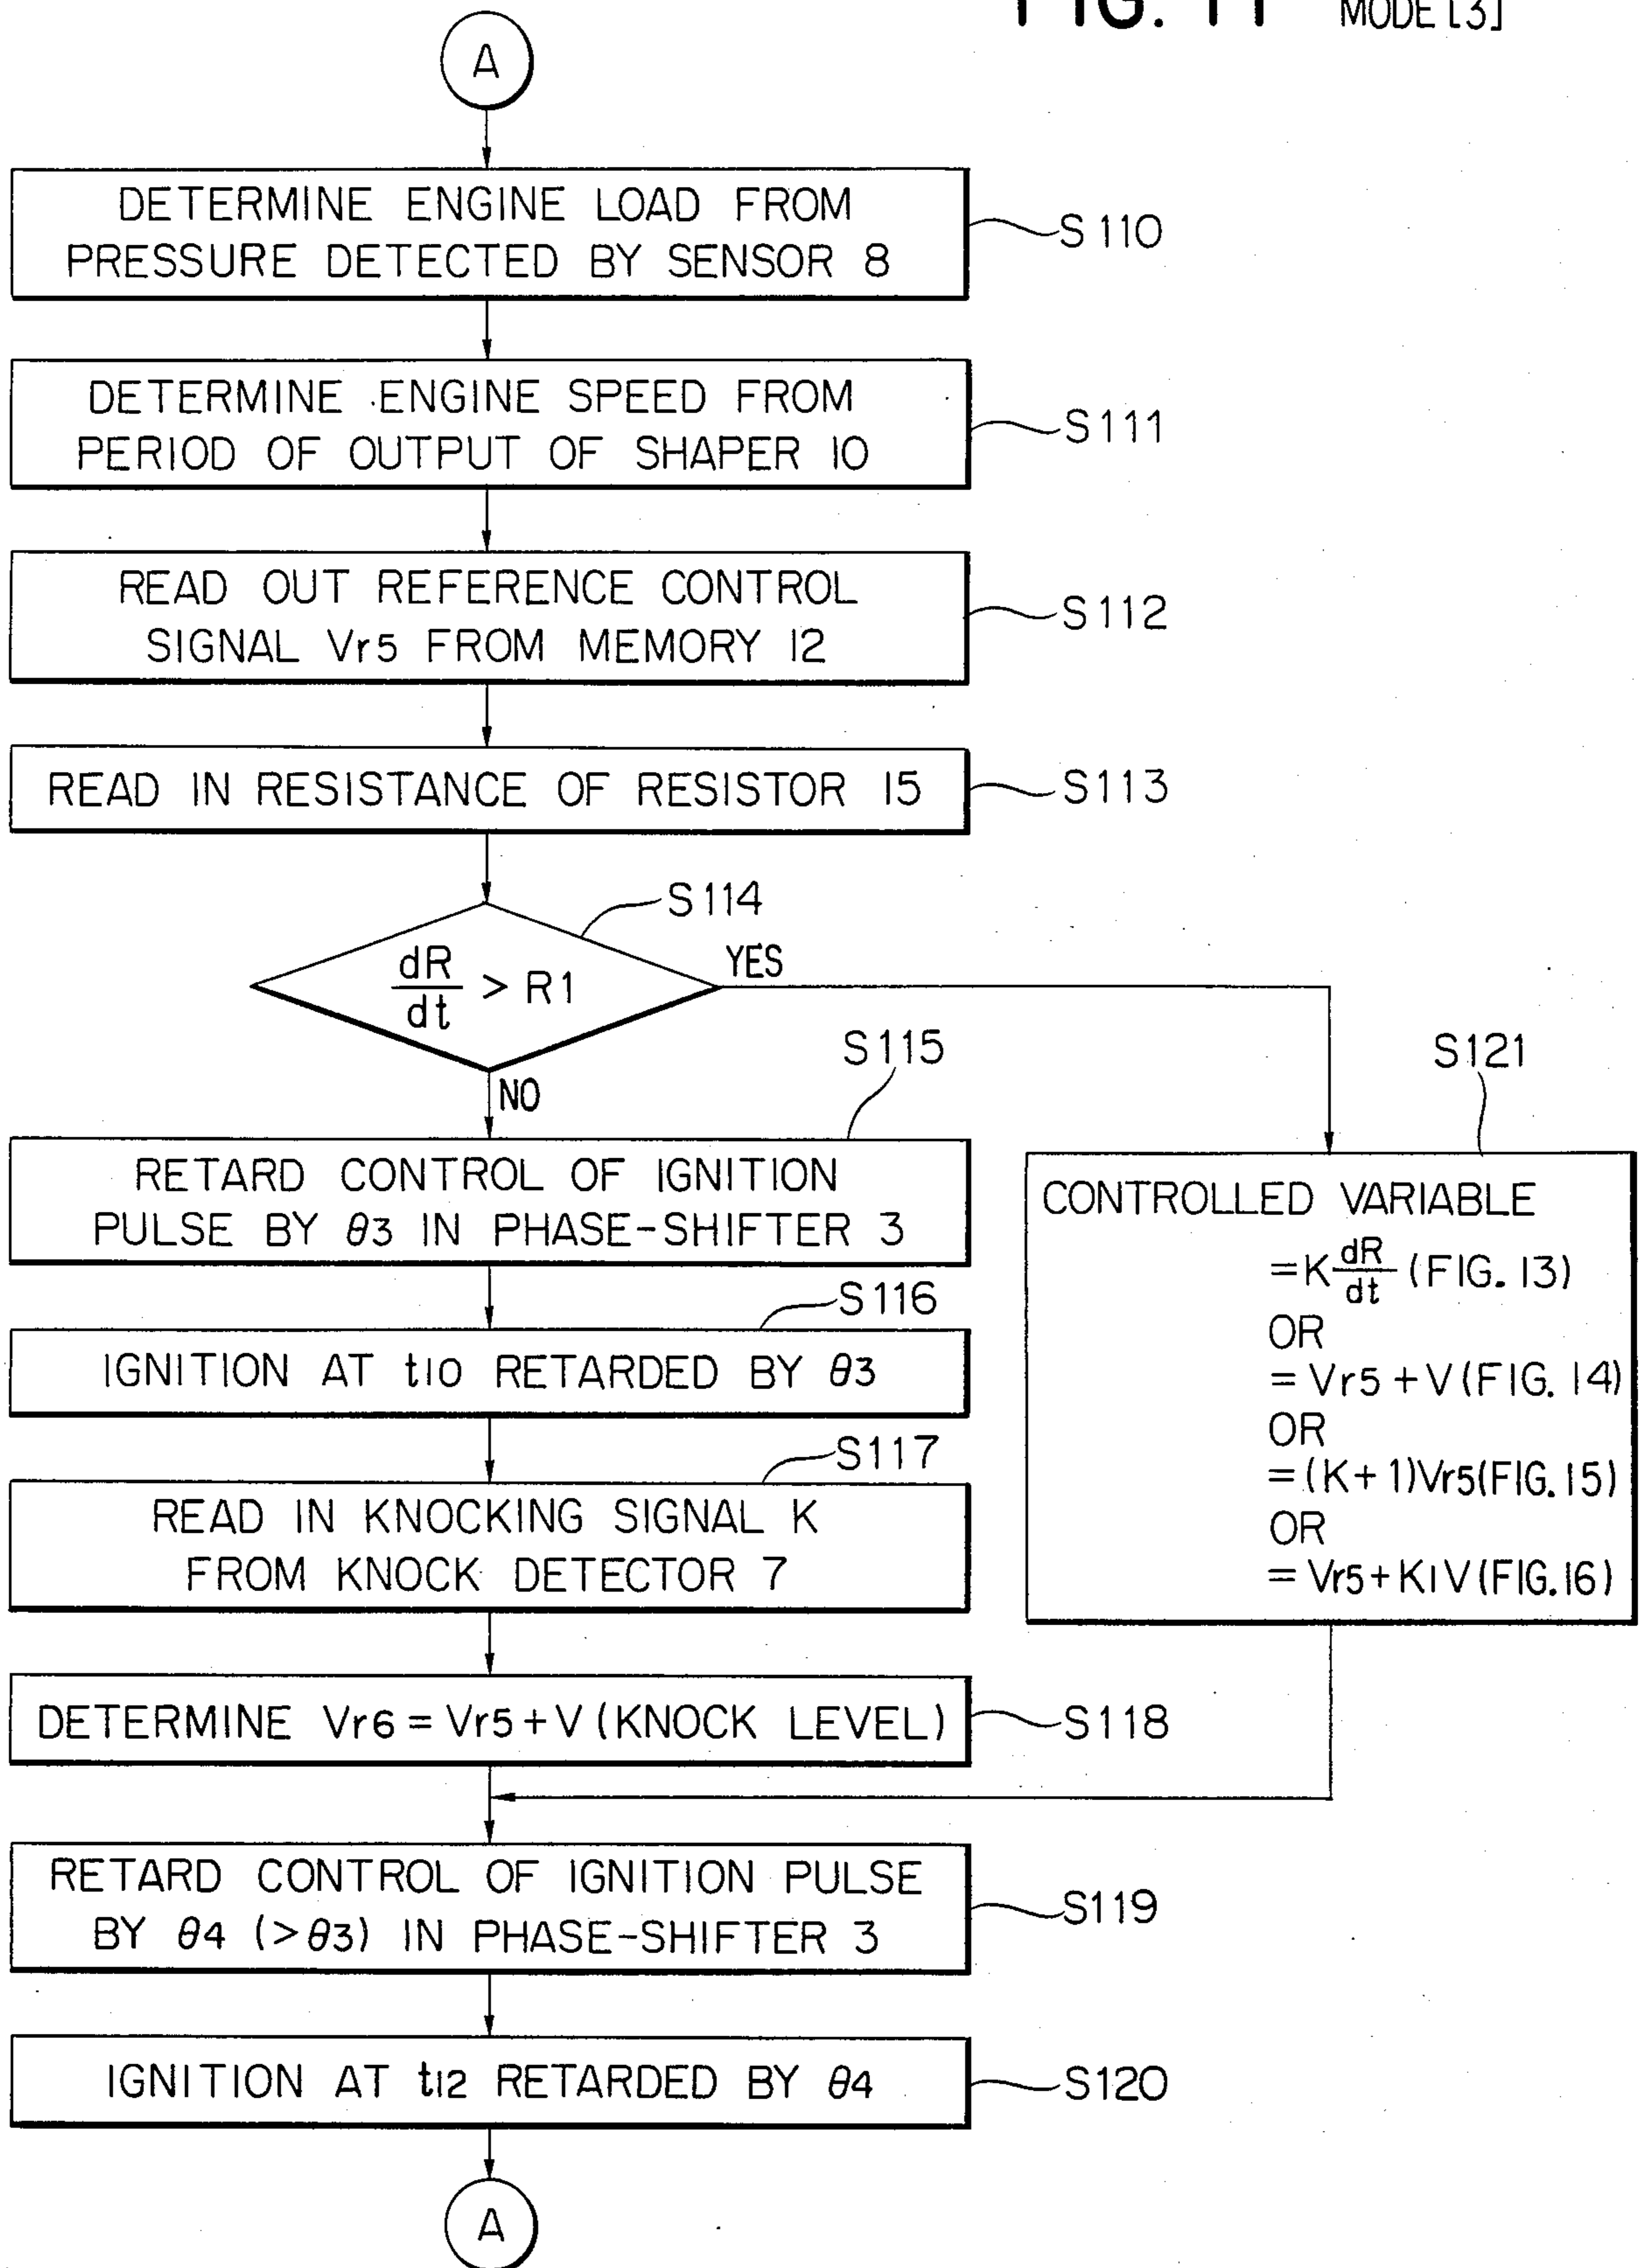 FIG. 11 MODE [3]
A
DETERMINE ENGINE LOAD FROM
PRESSURE DETECTED BY SENSOR 8
S110
DETERMINE ENGINE SPEED FROM
PERIOD OF OUTPUT OF SHAPER 10
S111
READ OUT REFERENCE CONTROL
SIGNAL Vr5 FROM MEMORY 12
S112
READ IN RESISTANCE OF RESISTOR 15
S113
S114
dR/dt > R1
YES
NO
S115
RETARD CONTROL OF IGNITION
PULSE BY θ3 IN PHASE-SHIFTER 3
S116
IGNITION AT t10 RETARDED BY θ3
S117
READ IN KNOCKING SIGNAL K
FROM KNOCK DETECTOR 7
DETERMINE Vr6 = Vr5 + V (KNOCK LEVEL)
S118
S121
CONTROLLED VARIABLE
=K dR/dt (FIG. 13)
OR
= Vr5 + V (FIG. 14)
OR
= (K+1)Vr5 (FIG. 15)
OR
= Vr5 + K1V (FIG. 16)
RETARD CONTROL OF IGNITION PULSE
BY θ4 (>θ3) IN PHASE-SHIFTER 3
S119
IGNITION AT t12 RETARDED BY θ4
S120
A